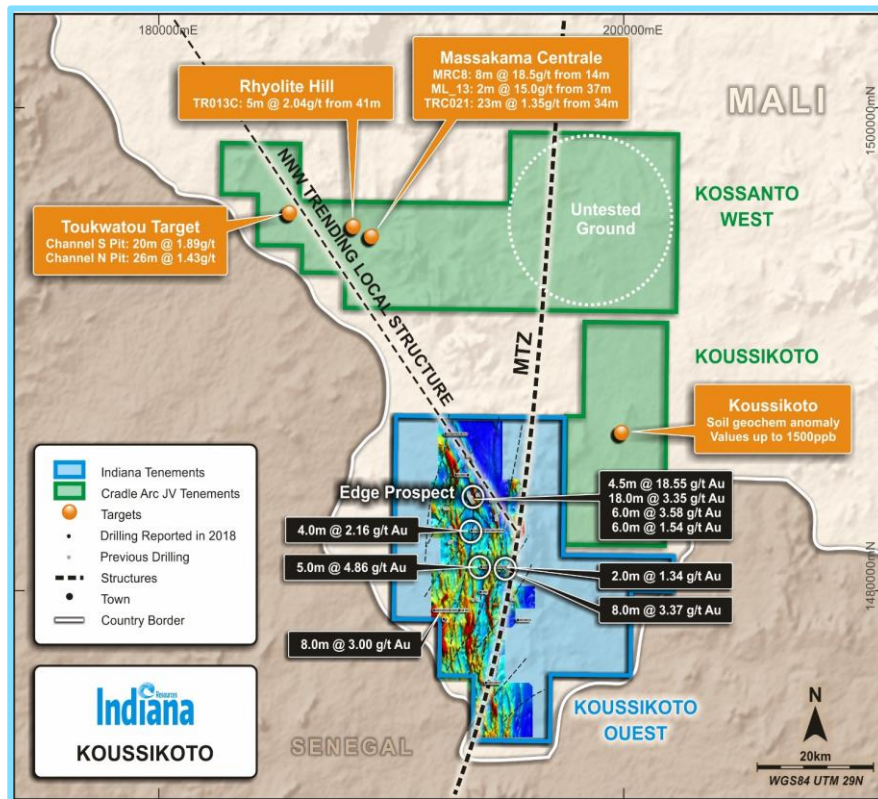 180000mE
200000mE
Massakama Centrale
MRC8: 8m @ 18.5g/t from 14m
ML_13: 2m @ 15.0g/t from 37m
TRC021: 23m @ 1.35g/t from 34m
Rhyolite Hill
TR013C: 5m @ 2.04g/t from 41m
MALI
1500000mN
NNW TRENDING LOCAL STRUCTURE
Untested
Ground
KOSSANTO
WEST
Toukwatou Target
Channel S Pit: 20m @ 1.89g/t
Channel N Pit: 26m @ 1.43g/t
MTZ
KOUSSIKOTO
Koussikoto
Soil geochem anomaly
Values up to 1500ppb
Indiana Tenements
Cradle Arc JV Tenements
Targets
Drilling Reported in 2018
Previous Drilling
Structures
Town
Country Border
Edge Prospect
4.5m @ 18.55 g/t Au
18.0m @ 3.35 g/t Au
6.0m @ 3.58 g/t Au
6.0m @ 1.54 g/t Au
4.0m @ 2.16 g/t Au
5.0m @ 4.86 g/t Au
2.0m @ 1.34 g/t Au
8.0m @ 3.37 g/t Au
8.0m @ 3.00 g/t Au
1480000mN
Indiana
Resources
KOUSSIKOTO
SENEGAL
KOUSSIKOTO
OUEST
N
20km
WGS84 UTM 29N